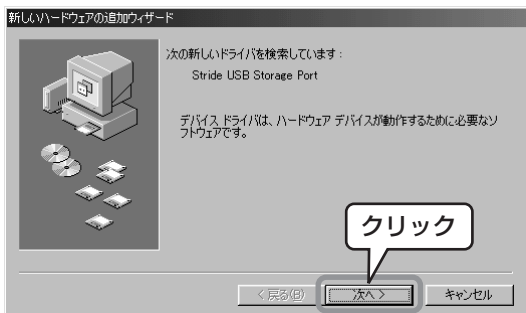 新しいハードウェアの追加ウィザード
次の新しいドライバを検索しています：
Stride USB Storage Port
デバイス ドライバは、ハードウェア デバイスが動作するために必要なソ
フトウェアです。
クリック
< 戻る(B)
次へ >
キャンセル